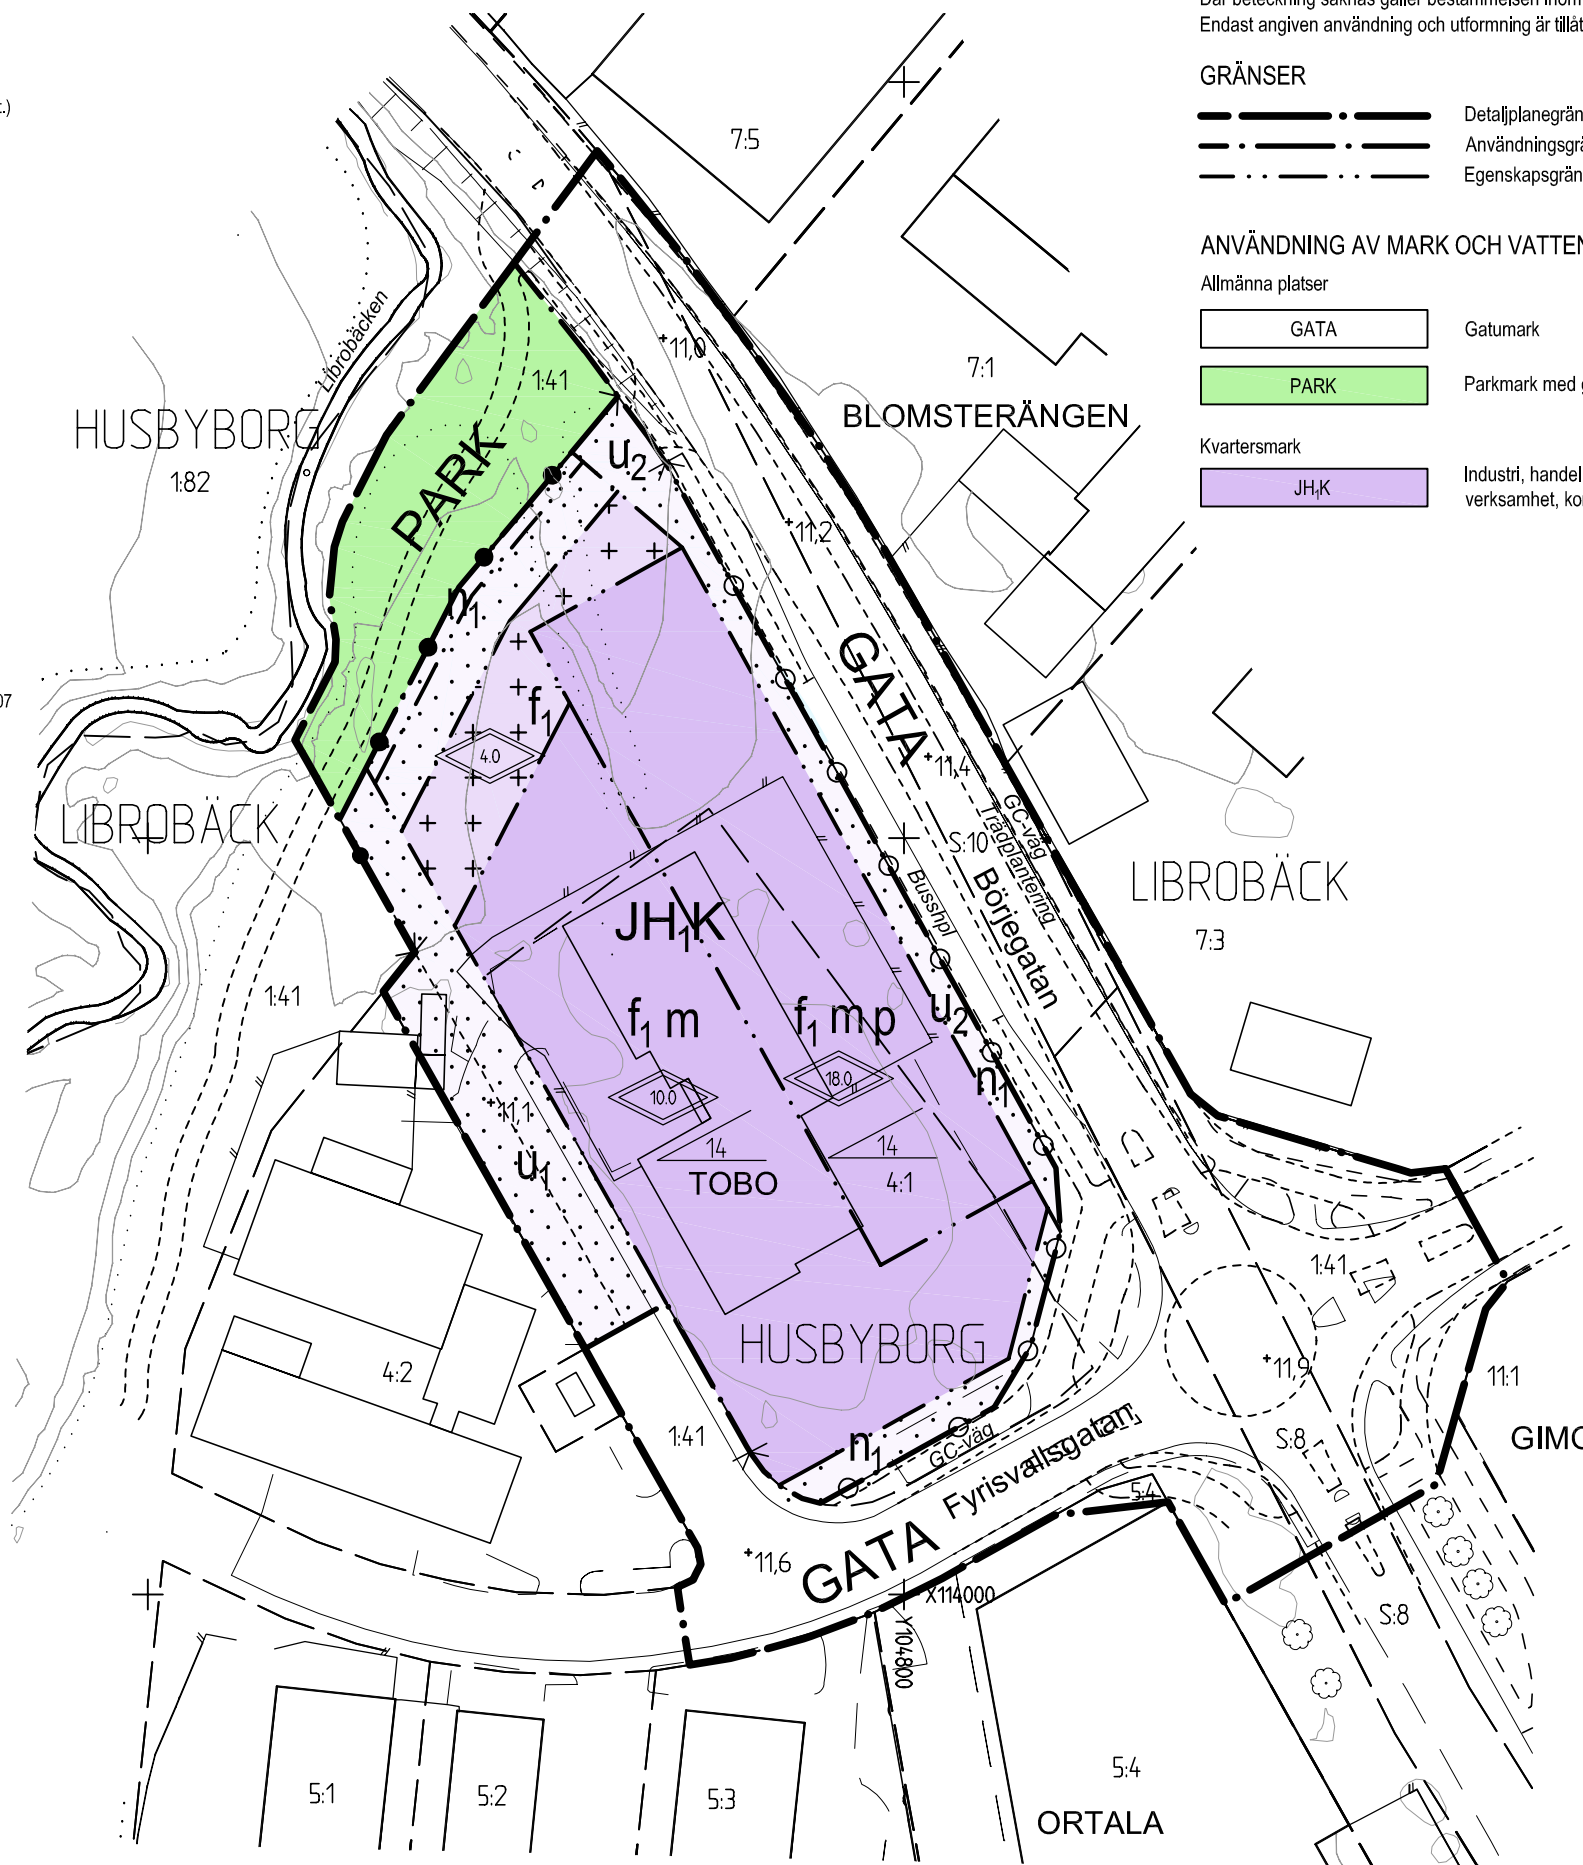 Endast angiven användning och utformning är tillåt
GRÄNSER
Detaljplanegrän
Användningsgrä
Egenskapsgrän
ANVÄNDNING AV MARK OCH VATTEN
Allmänna platser
GATA Gatumark
PARK Parkmark med
Kvartersmark
JH₁K Industri, handel
verksamhet, kor
t.)
07
7:5
Librobäcken
1:41
+11,0
7:1
BLOMSTERÄNGEN
HUSBYBORG
1:82
PARK
u₂
+11,2
n₁
GATA
f₁
4.0
+11,4
LIBROBÄCK
GC-väg
Trädplantering
S:10
Börjegatan
Busshpl
LIBROBÄCK
7:3
JH₁K
1:41
f₁ m
f₁ m p
u₂
10.0
18.0
n₁
+11,1
u₁
14
TOBO
14
4:1
1:41
HUSBYBORG
4:2
+11,9
11:1
1:41
n₁
GC-väg
Fyrisvallsgatan
S:8
GIMO
5:4
+11,6
GATA
X114000
Y104800
S:8
5:1
5:2
5:3
5:4
ORTALA